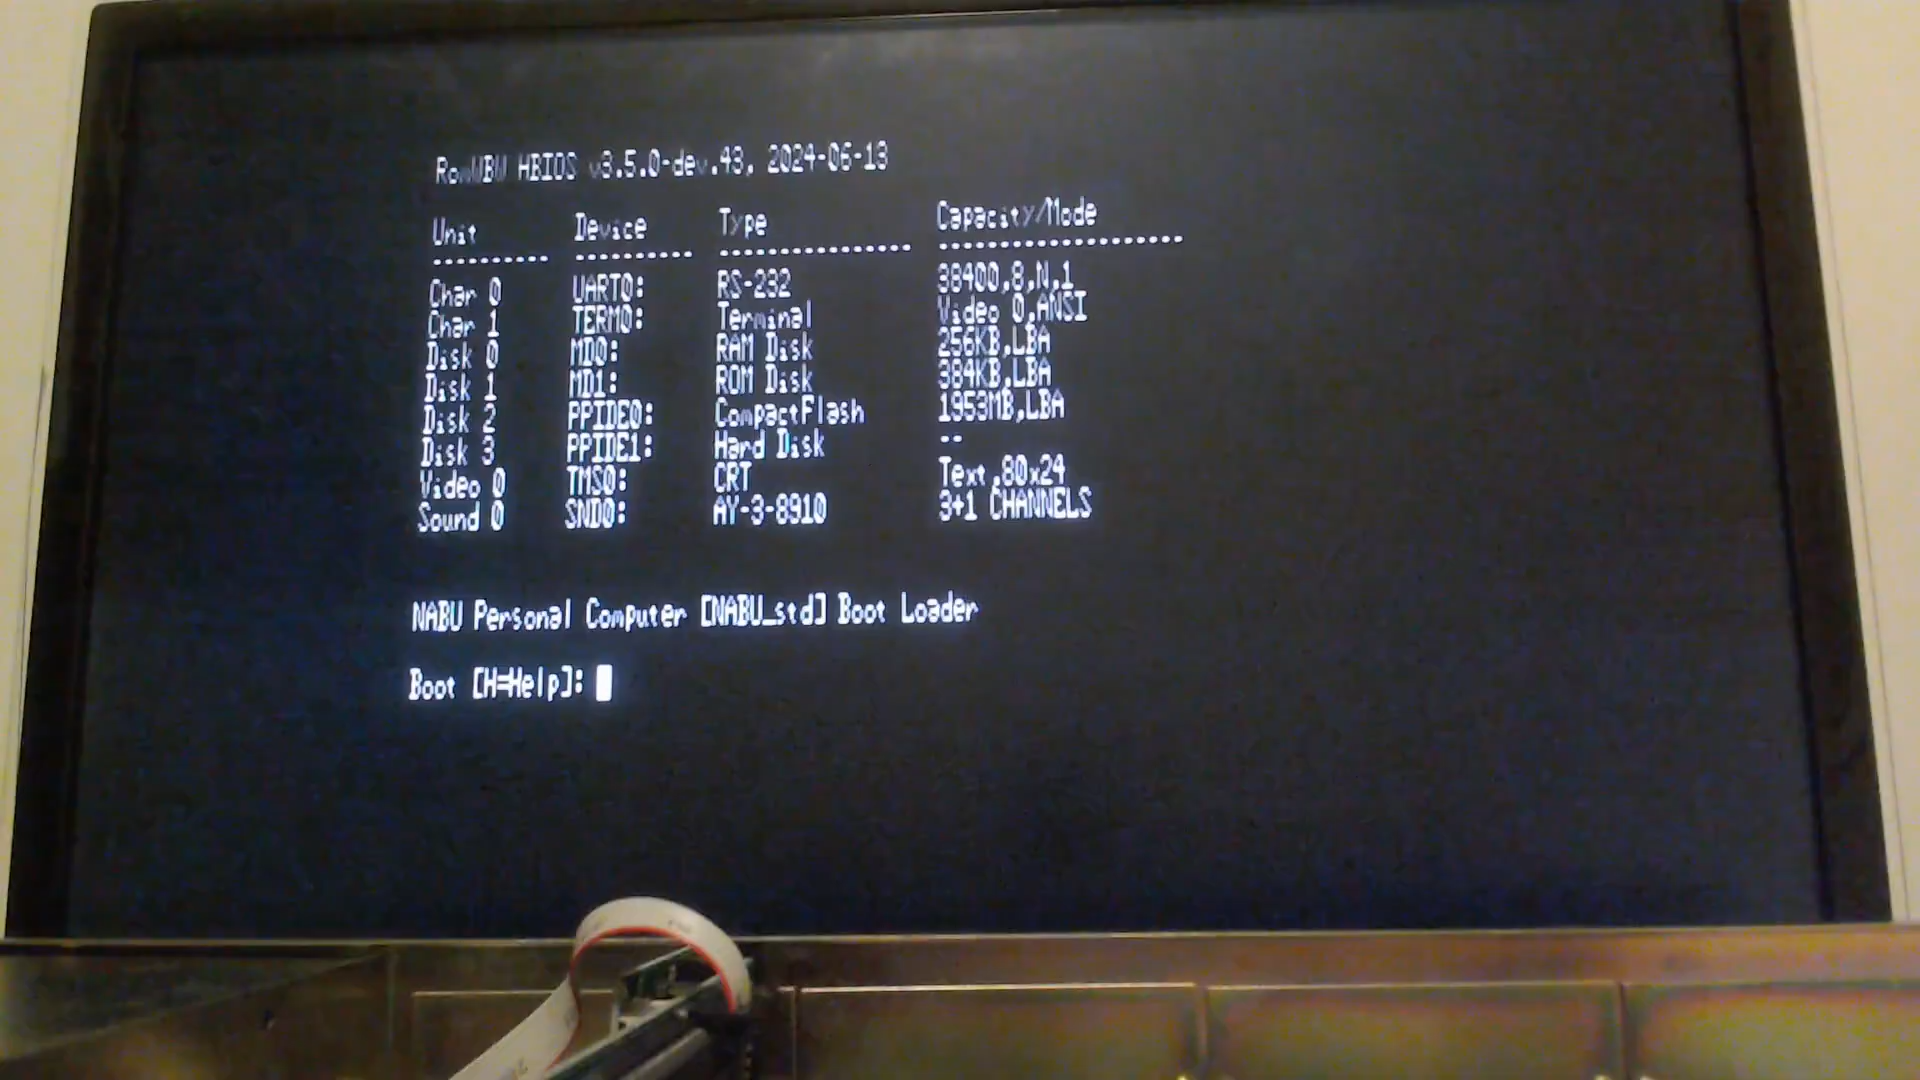 RomWBW HBIOS v3.5.0-dev.43, 2024-06-13
Unit Device Type Capacity/Mode
---------- ---------- ---------------- -------------------
Char 0 UART0: RS-232 38400,8,N,1
Char 1 TERM0: Terminal Video 0,ANSI
Disk 0 MD0: RAM Disk 256KB,LBA
Disk 1 MD1: ROM Disk 384KB,LBA
Disk 2 PPIDE0: CompactFlash 1953MB,LBA
Disk 3 PPIDE1: Hard Disk --
Video 0 TMS0: CRT Text,80x24
Sound 0 SND0: AY-3-8910 3+1 CHANNELS
NABU Personal Computer [NABU_std] Boot Loader
Boot [H=Help]: